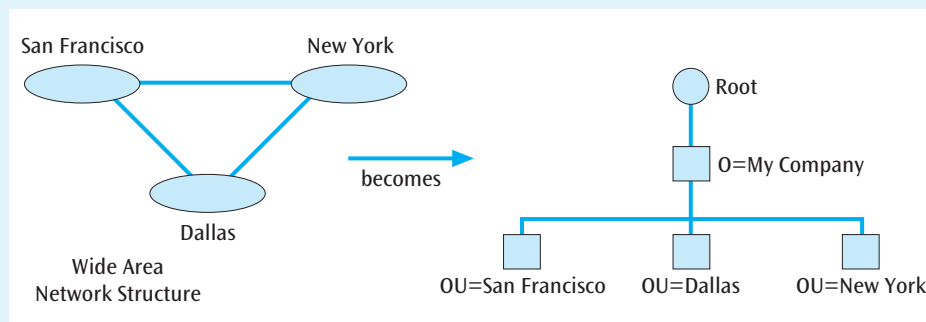 San Francisco
New York
Dallas
Wide Area
Network Structure
becomes
Root
O=My Company
OU=San Francisco
OU=Dallas
OU=New York